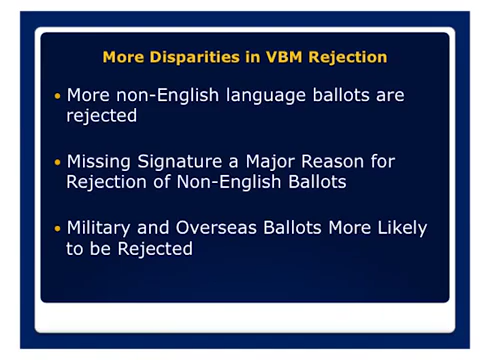 More Disparities in VBM Rejection
• More non-English language ballots are
rejected
• Missing Signature a Major Reason for
Rejection of Non-English Ballots
• Military and Overseas Ballots More Likely
to be Rejected